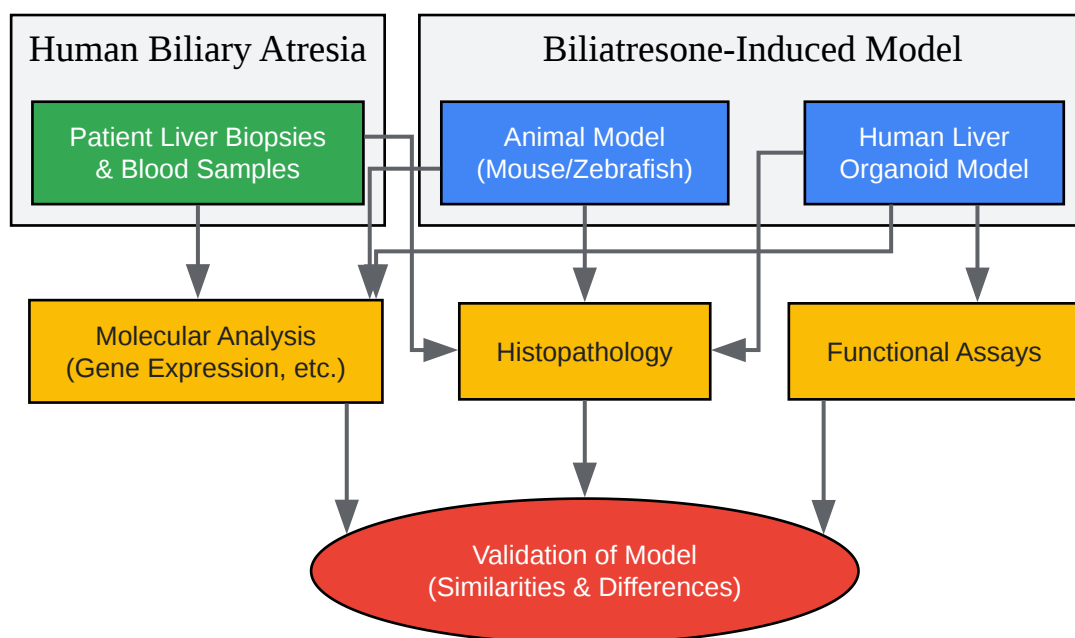 Human Biliary Atresia
Biliatresone-Induced Model
Patient Liver Biopsies
& Blood Samples
Animal Model
(Mouse/Zebrafish)
Human Liver
Organoid Model
Molecular Analysis
(Gene Expression, etc.)
Histopathology
Functional Assays
Validation of Model
(Similarities & Differences)